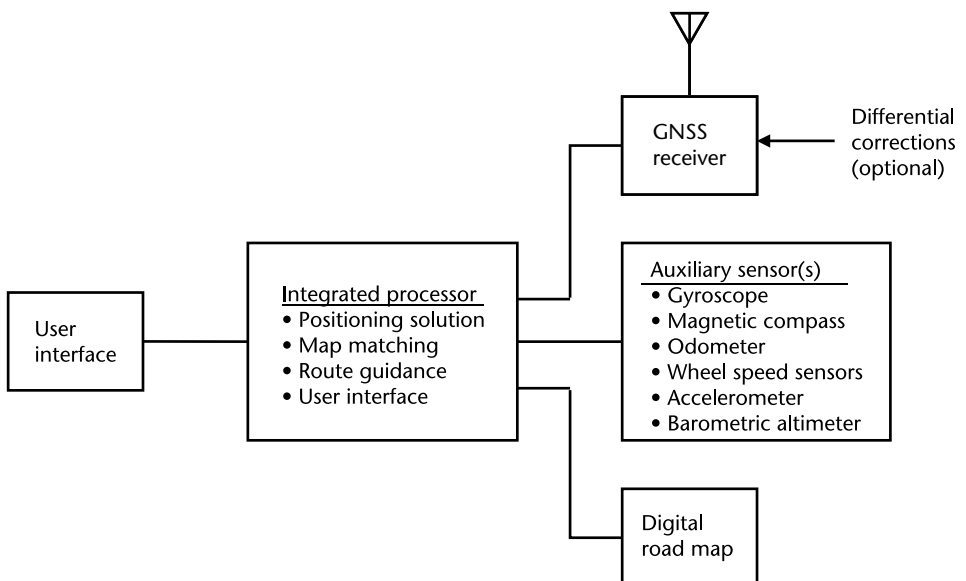 GNSS
receiver
Differential
corrections
(optional)
User
interface
Integrated processor
• Positioning solution
• Map matching
• Route guidance
• User interface
Auxiliary sensor(s)
• Gyroscope
• Magnetic compass
• Odometer
• Wheel speed sensors
• Accelerometer
• Barometric altimeter
Digital
road map